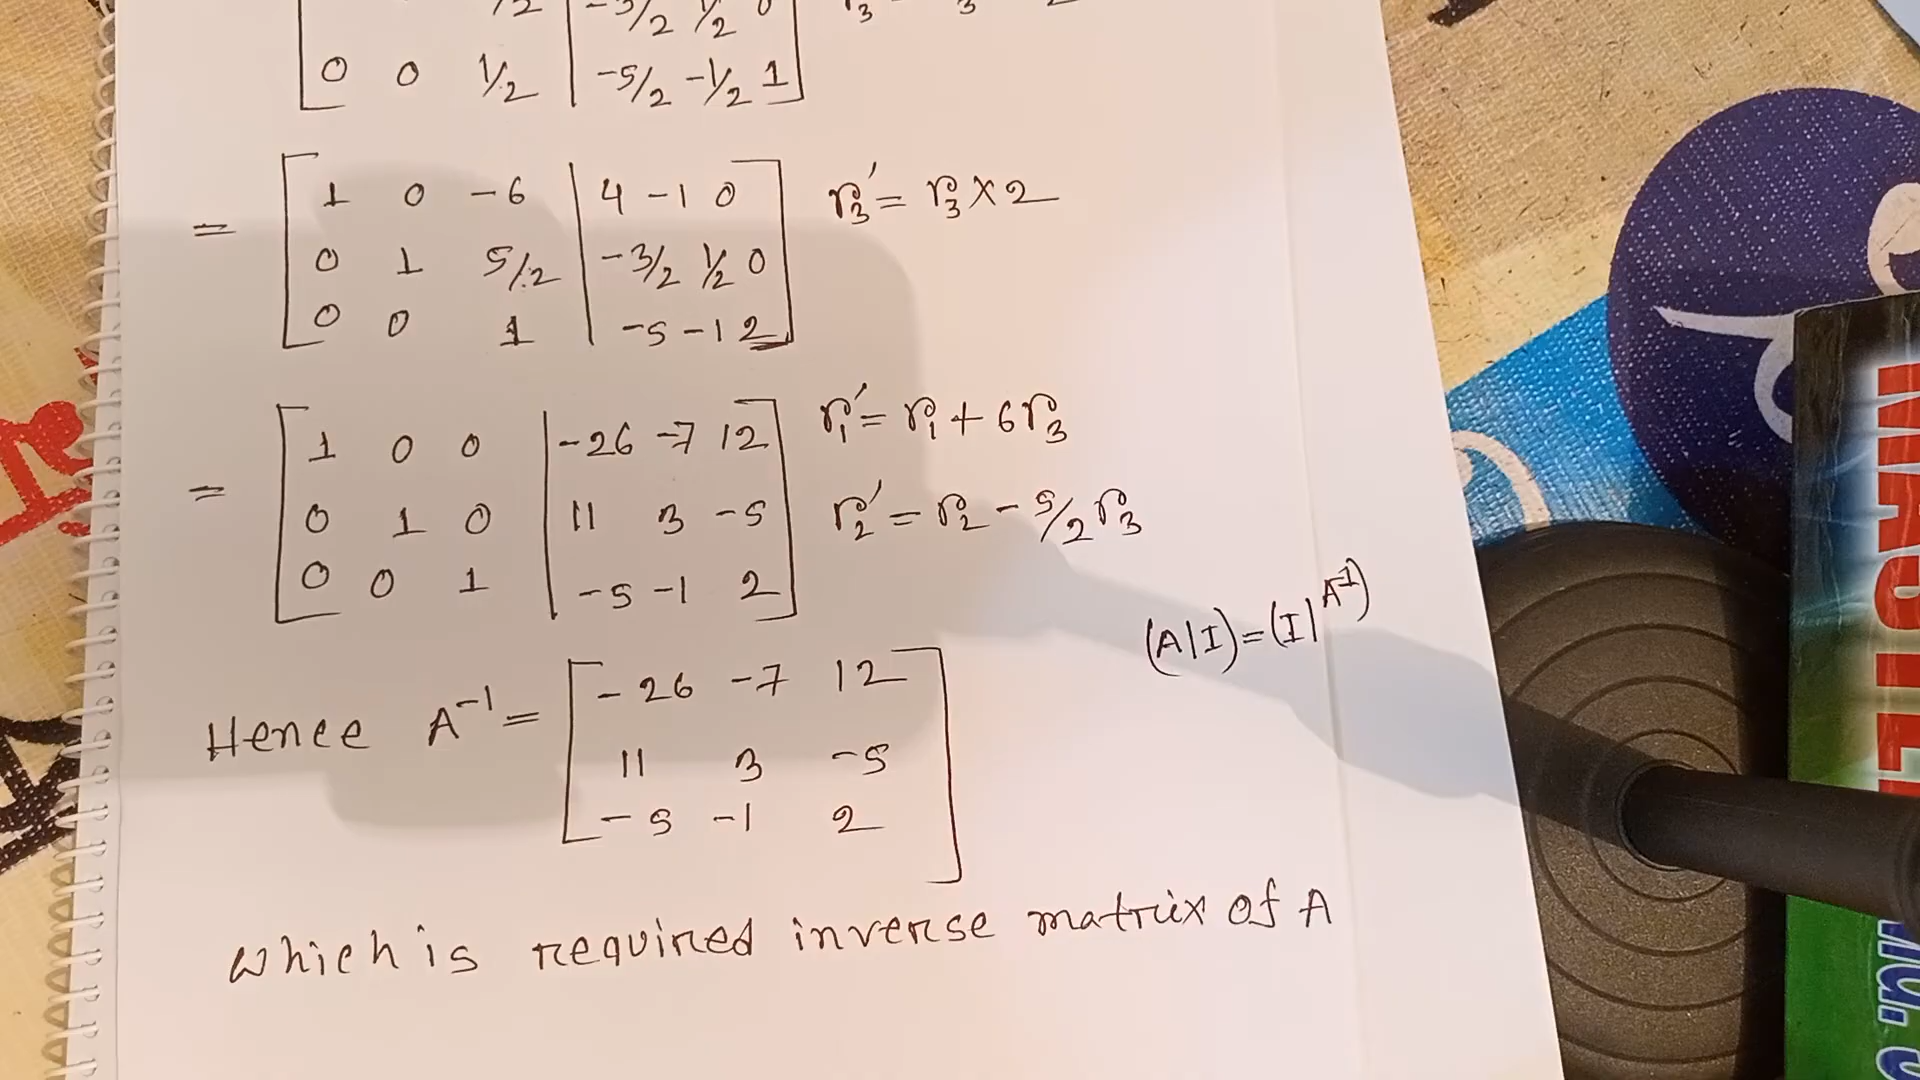 0 0 1/2 | -5/2 -1/2 1
= [ 1 0 -6 | 4 -1 0 ] r3' = r3 × 2
0 1 5/2 | -3/2 1/2 0
0 0 1 | -5 -1 2
= [ 1 0 0 | -26 -7 12 ] r1' = r1 + 6r3
0 1 0 | 11 3 -5 r2' = r2 - 5/2 r3
0 0 1 | -5 -1 2
(A|I) = (I|A^-1)
Hence A^-1 = [ -26 -7 12
11 3 -5
-5 -1 2 ]
which is required inverse matrix of A